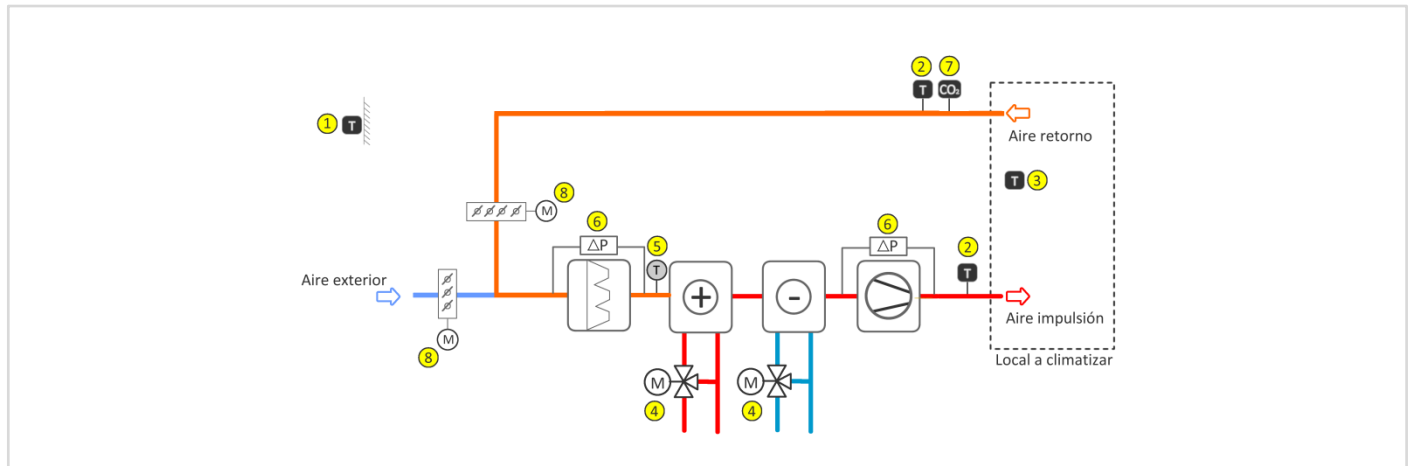 2 7
T CO₂
1 T
Aire retorno
T 3
8
M
6
ΔP
5
T
6
ΔP
2
T
Aire exterior
+
-
Aire impulsión
M
8
Local a climatizar
M
4
M
4